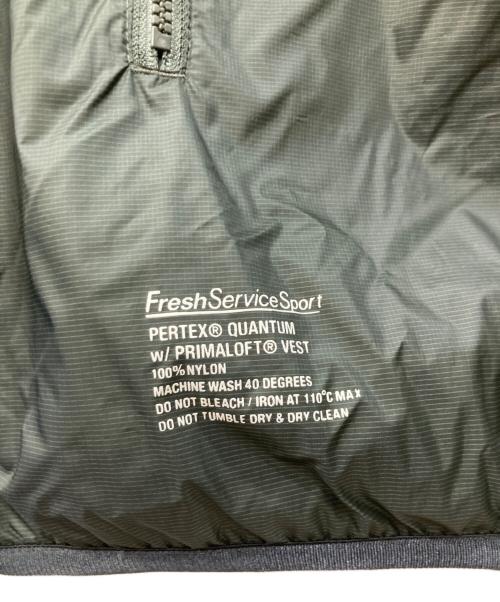 FreshServiceSport
PERTEX® QUANTUM
W/ PRIMALOFT® VEST
100% NYLON
MACHINE WASH 40 DEGREES
DO NOT BLEACH / IRON AT 110°C MAX
DO NOT TUMBLE DRY & DRY CLEAN